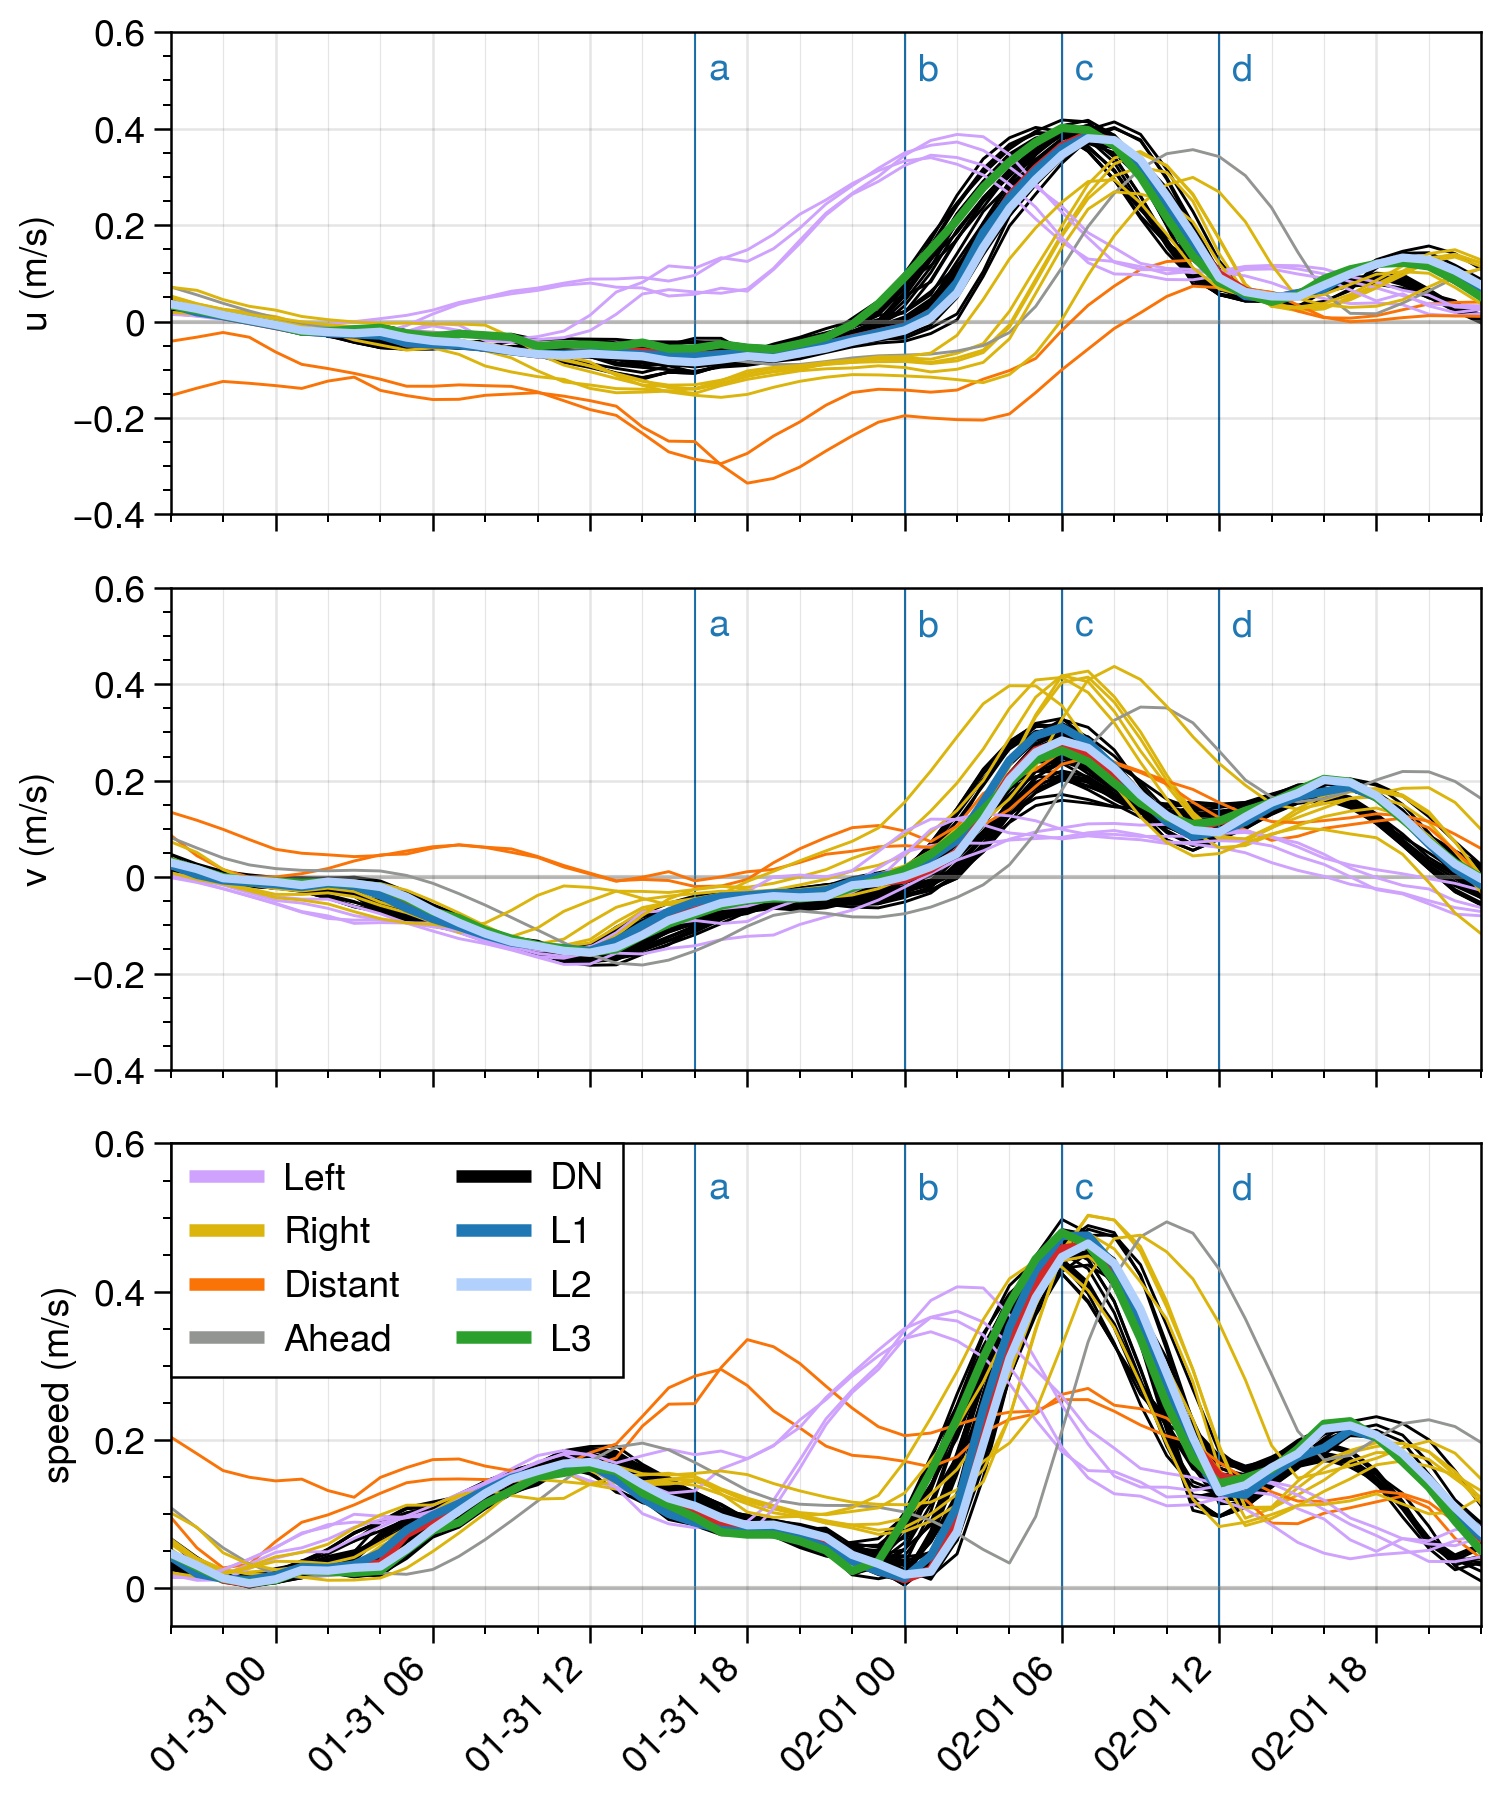 0.6
0.4
0.2
0
−0.2
−0.4
u (m/s)
a b c d
0.6
0.4
0.2
0
−0.2
−0.4
v (m/s)
a b c d
0.6
0.4
0.2
0
speed (m/s)
a b c d
Left DN
Right L1
Distant L2
Ahead L3
01-31 00 01-31 06 01-31 12 01-31 18 02-01 00 02-01 06 02-01 12 02-01 18